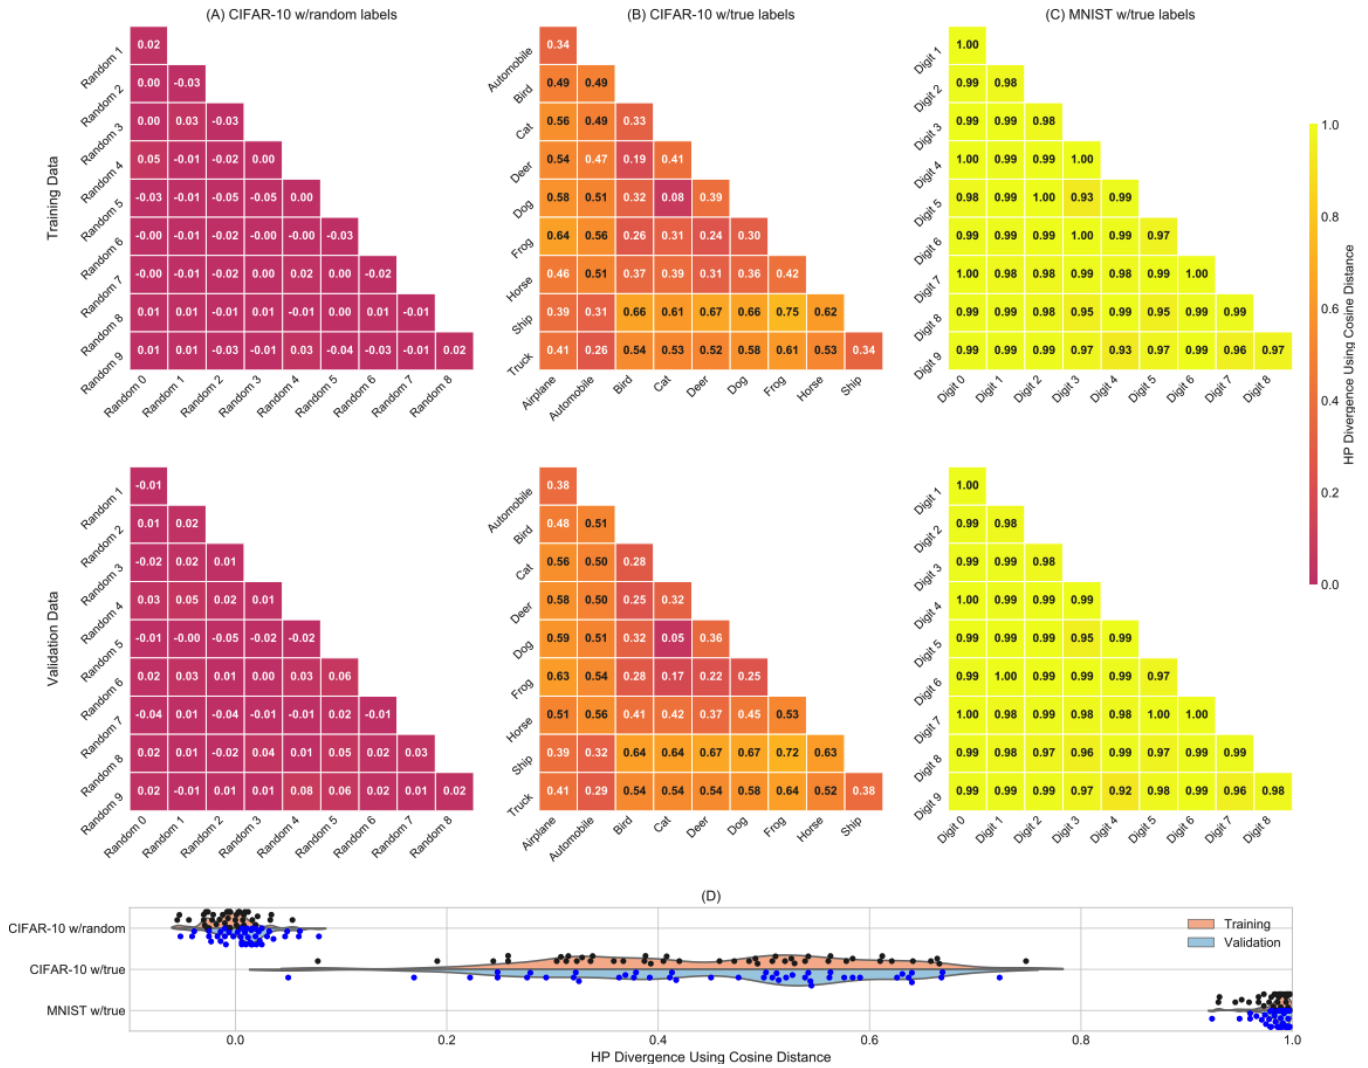 (A) CIFAR-10 w/random labels
(B) CIFAR-10 w/true labels
(C) MNIST w/true labels
Training Data
Random 1 0.02
Random 2 0.00 -0.03
Random 3 0.00 0.03 -0.03
Random 4 0.05 -0.01 -0.02 0.00
Random 5 -0.03 -0.01 -0.05 -0.05 0.00
Random 6 -0.00 -0.01 -0.02 -0.00 -0.00 -0.03
Random 7 -0.00 -0.01 -0.02 0.00 0.02 0.00 -0.02
Random 8 0.01 0.01 -0.01 0.01 -0.01 0.00 0.01 -0.01
Random 9 0.01 0.01 -0.03 -0.01 0.03 -0.04 -0.03 -0.01 0.02
Random 0 Random 1 Random 2 Random 3 Random 4 Random 5 Random 6 Random 7 Random 8
Automobile 0.34
Bird 0.49 0.49
Cat 0.56 0.49 0.33
Deer 0.54 0.47 0.19 0.41
Dog 0.58 0.51 0.32 0.08 0.39
Frog 0.64 0.56 0.26 0.31 0.24 0.30
Horse 0.46 0.51 0.37 0.39 0.31 0.36 0.42
Ship 0.39 0.31 0.66 0.61 0.67 0.66 0.75 0.62
Truck 0.41 0.26 0.54 0.53 0.52 0.58 0.61 0.53 0.34
Airplane Automobile Bird Cat Deer Dog Frog Horse Ship
Digit 1 1.00
Digit 2 0.99 0.98
Digit 3 0.99 0.99 0.98
Digit 4 1.00 0.99 0.99 1.00
Digit 5 0.98 0.99 1.00 0.93 0.99
Digit 6 0.99 0.99 0.99 1.00 0.99 0.97
Digit 7 1.00 0.98 0.98 0.99 0.98 0.99 1.00
Digit 8 0.99 0.99 0.98 0.95 0.99 0.95 0.99 0.99
Digit 9 0.99 0.99 0.99 0.97 0.93 0.97 0.99 0.96 0.97
Digit 0 Digit 1 Digit 2 Digit 3 Digit 4 Digit 5 Digit 6 Digit 7 Digit 8
1.0
0.8
0.6
0.4
0.2
0.0
HP Divergence Using Cosine Distance
Validation Data
Random 1 -0.01
Random 2 0.01 0.02
Random 3 -0.02 0.02 0.01
Random 4 0.03 0.05 0.02 0.01
Random 5 -0.01 -0.00 -0.05 -0.02 -0.02
Random 6 0.02 0.03 0.01 0.00 0.03 0.06
Random 7 -0.04 0.01 -0.04 -0.01 -0.01 0.02 -0.01
Random 8 0.02 0.01 -0.02 0.04 0.01 0.05 0.02 0.03
Random 9 0.02 -0.01 0.01 0.01 0.08 0.06 0.02 0.01 0.02
Random 0 Random 1 Random 2 Random 3 Random 4 Random 5 Random 6 Random 7 Random 8
Automobile 0.38
Bird 0.48 0.51
Cat 0.56 0.50 0.28
Deer 0.58 0.50 0.25 0.32
Dog 0.59 0.51 0.32 0.05 0.36
Frog 0.63 0.54 0.28 0.17 0.22 0.25
Horse 0.51 0.56 0.41 0.42 0.37 0.45 0.53
Ship 0.39 0.32 0.64 0.64 0.67 0.67 0.72 0.63
Truck 0.41 0.29 0.54 0.54 0.54 0.58 0.64 0.52 0.38
Airplane Automobile Bird Cat Deer Dog Frog Horse Ship
Digit 1 1.00
Digit 2 0.99 0.98
Digit 3 0.99 0.99 0.98
Digit 4 1.00 0.99 0.99 0.99
Digit 5 0.99 0.99 0.99 0.95 0.99
Digit 6 0.99 1.00 0.99 0.99 0.99 0.97
Digit 7 1.00 0.98 0.99 0.98 0.98 1.00 1.00
Digit 8 0.99 0.98 0.97 0.96 0.99 0.97 0.99 0.99
Digit 9 0.99 0.99 0.99 0.97 0.92 0.98 0.99 0.96 0.98
Digit 0 Digit 1 Digit 2 Digit 3 Digit 4 Digit 5 Digit 6 Digit 7 Digit 8
(D)
CIFAR-10 w/random
CIFAR-10 w/true
MNIST w/true
Training
Validation
0.0 0.2 0.4 0.6 0.8 1.0
HP Divergence Using Cosine Distance